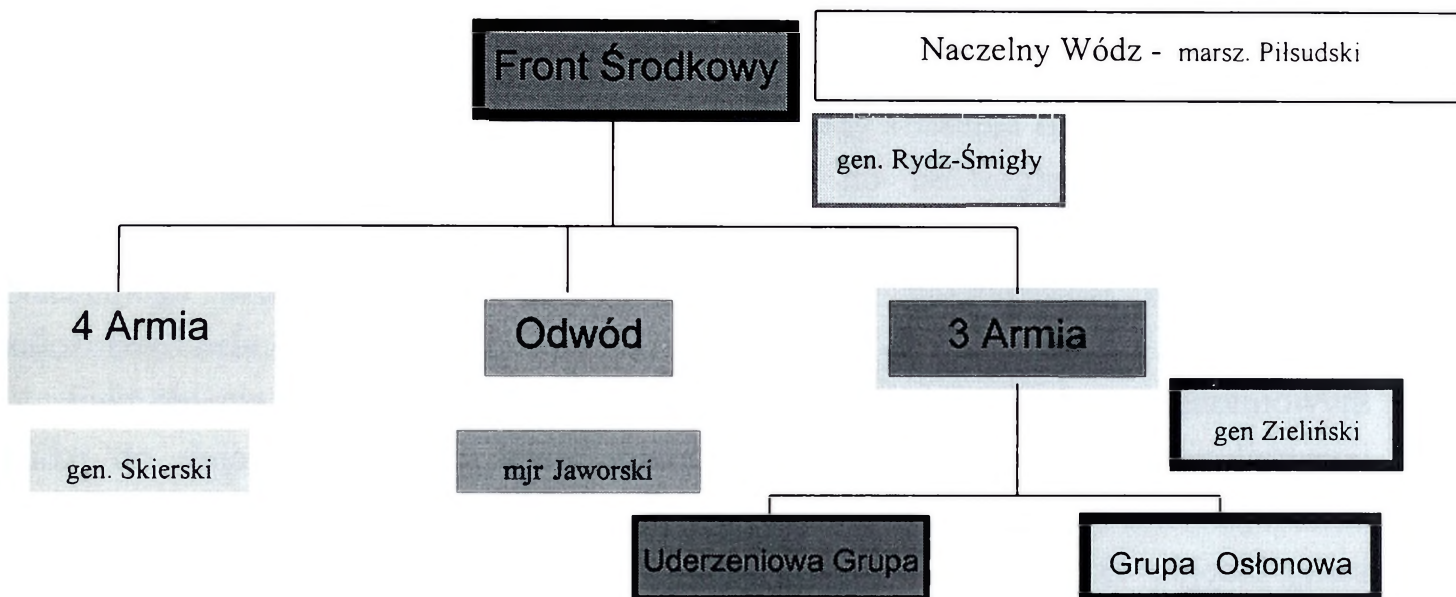 Front Środkowy
Naczelny Wódz - marsz. Piłsudski
gen. Rydz-Śmigły
4 Armia
Odwód
3 Armia
gen. Skierski
mjr Jaworski
gen Zieliński
Uderzeniowa Grupa
Grupa Osłonowa